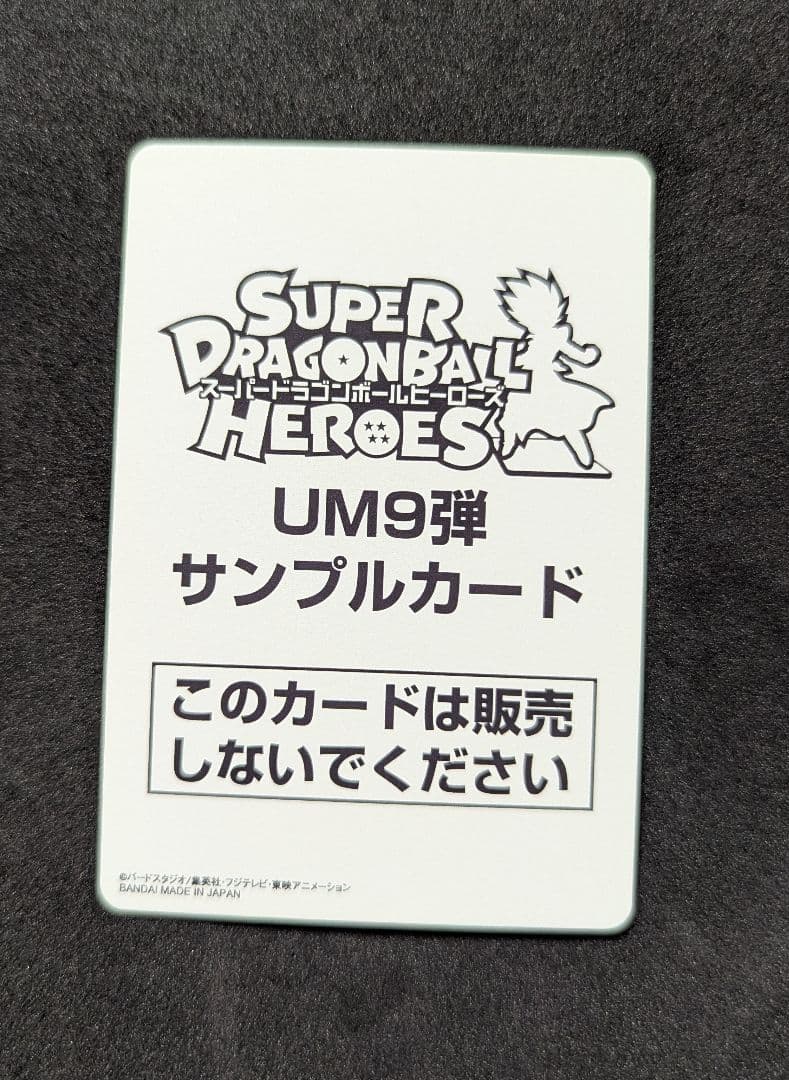 SUPER
DRAGONBALL
スーパードラゴンボールヒーローズ
HEROES
UM9弾
サンプルカード
このカードは販売
しないでください
©バードスタジオ/集英社・フジテレビ・東映アニメーション
BANDAI MADE IN JAPAN